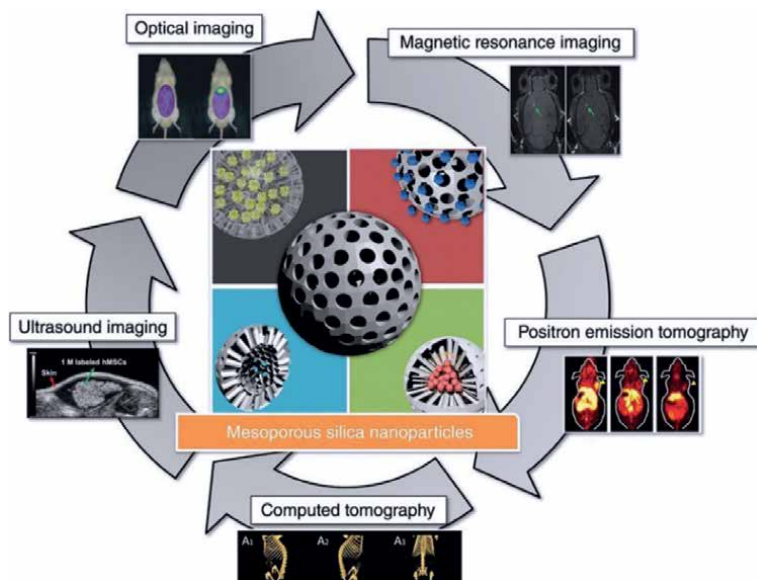 Optical imaging
Magnetic resonance imaging
Ultrasound imaging
1 M labeled hMSCs
Skin
Positron emission tomography
Mesoporous silica nanoparticles
Computed tomography
A1 A2 A3